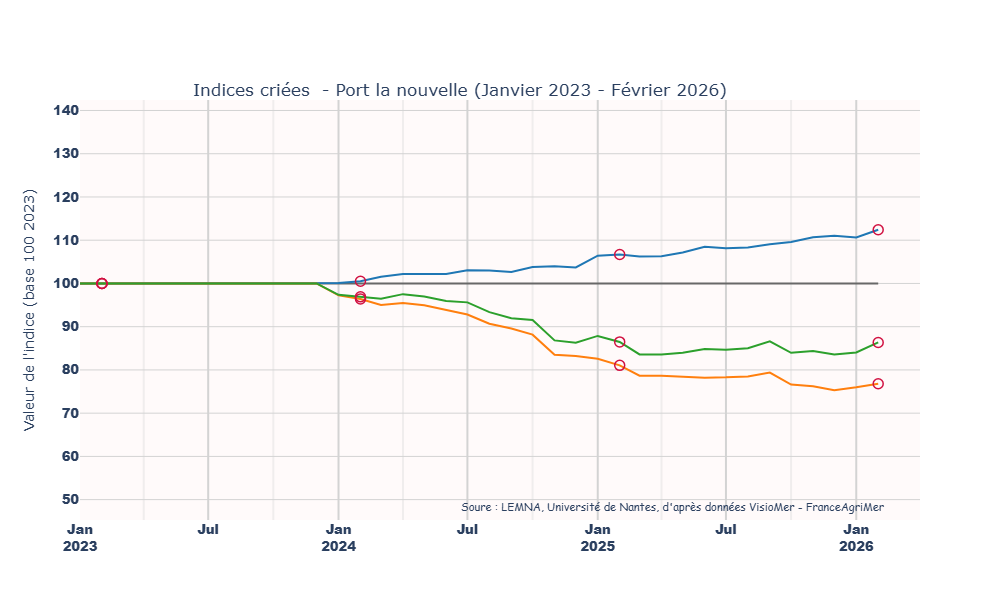 Indices criées  - Port la nouvelle (Janvier 2023 - Février 2026)
Valeur de l'indice (base 100 2023)
140
130
120
110
100
90
80
70
60
50
Soure : LEMNA, Université de Nantes, d'après données VisioMer - FranceAgriMer
Jan Jul Jan Jul Jan Jul Jan
2023 2024 2025 2026